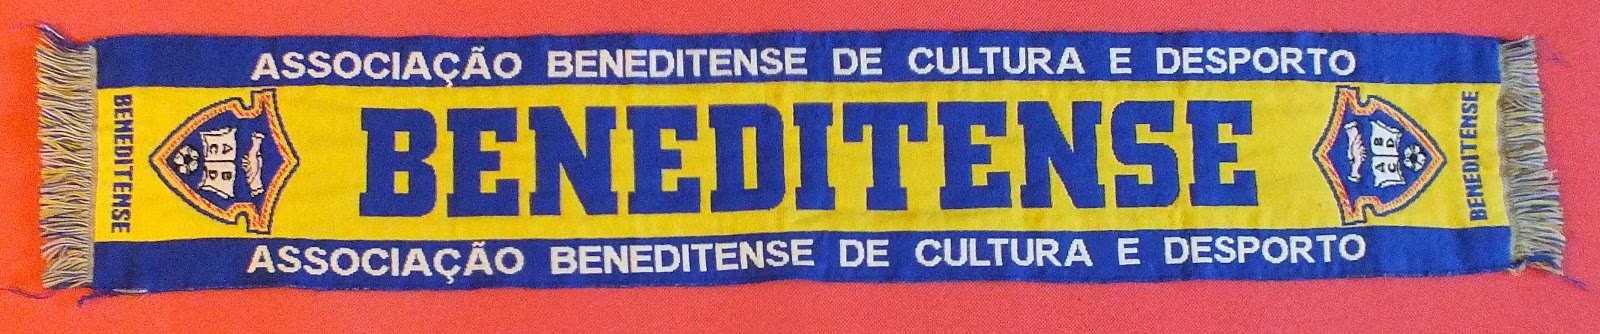 ASSOCIAÇÃO BENEDITENSE DE CULTURA E DESPORTO
BENEDITENSE
A B
C D
BENEDITENSE
B D
A C
BENEDITENSE
ASSOCIAÇÃO BENEDITENSE DE CULTURA E DESPORTO